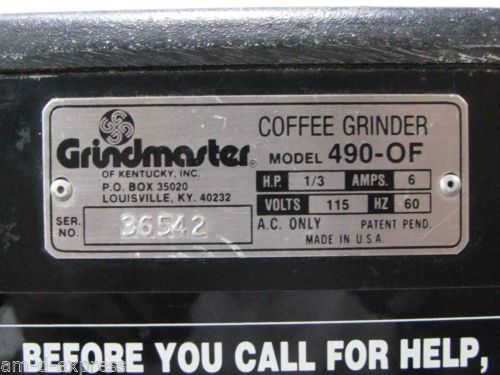 Grindmaster®
OF KENTUCKY, INC.
P.O. BOX 35020
LOUISVILLE, KY. 40232
SER. NO. 36542
COFFEE GRINDER
MODEL 490-OF
H.P. 1/3 AMPS. 6
VOLTS 115 HZ 60
A.C. ONLY PATENT PEND.
MADE IN U.S.A.
BEFORE YOU CALL FOR HELP,